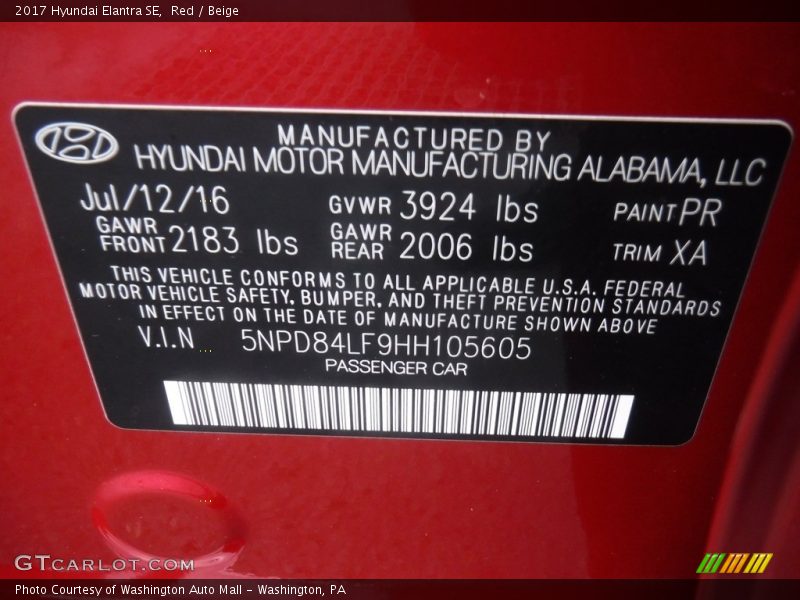 2017 Hyundai Elantra SE, Red / Beige
MANUFACTURED BY
HYUNDAI MOTOR MANUFACTURING ALABAMA, LLC
Jul/12/16 GVWR 3924 lbs PAINT PR
GAWR FRONT 2183 lbs GAWR REAR 2006 lbs TRIM XA
THIS VEHICLE CONFORMS TO ALL APPLICABLE U.S.A. FEDERAL
MOTOR VEHICLE SAFETY, BUMPER, AND THEFT PREVENTION STANDARDS
IN EFFECT ON THE DATE OF MANUFACTURE SHOWN ABOVE
V.I.N 5NPD84LF9HH105605
PASSENGER CAR
GTCARLOT.COM
Photo Courtesy of Washington Auto Mall - Washington, PA